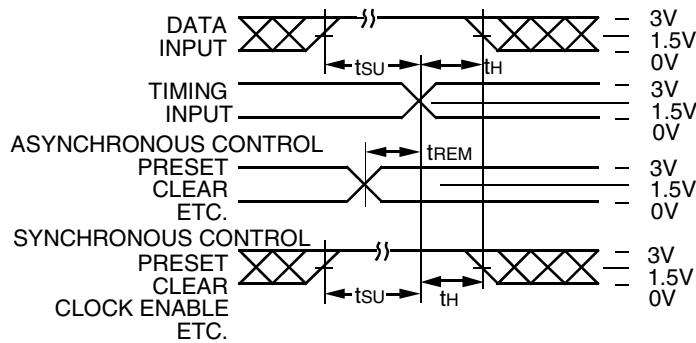 DATA
INPUT
tSU
tH
3V
1.5V
0V
TIMING
INPUT
3V
1.5V
0V
ASYNCHRONOUS CONTROL
PRESET
CLEAR
ETC.
tREM
3V
1.5V
0V
SYNCHRONOUS CONTROL
PRESET
CLEAR
CLOCK ENABLE
ETC.
tSU
tH
3V
1.5V
0V